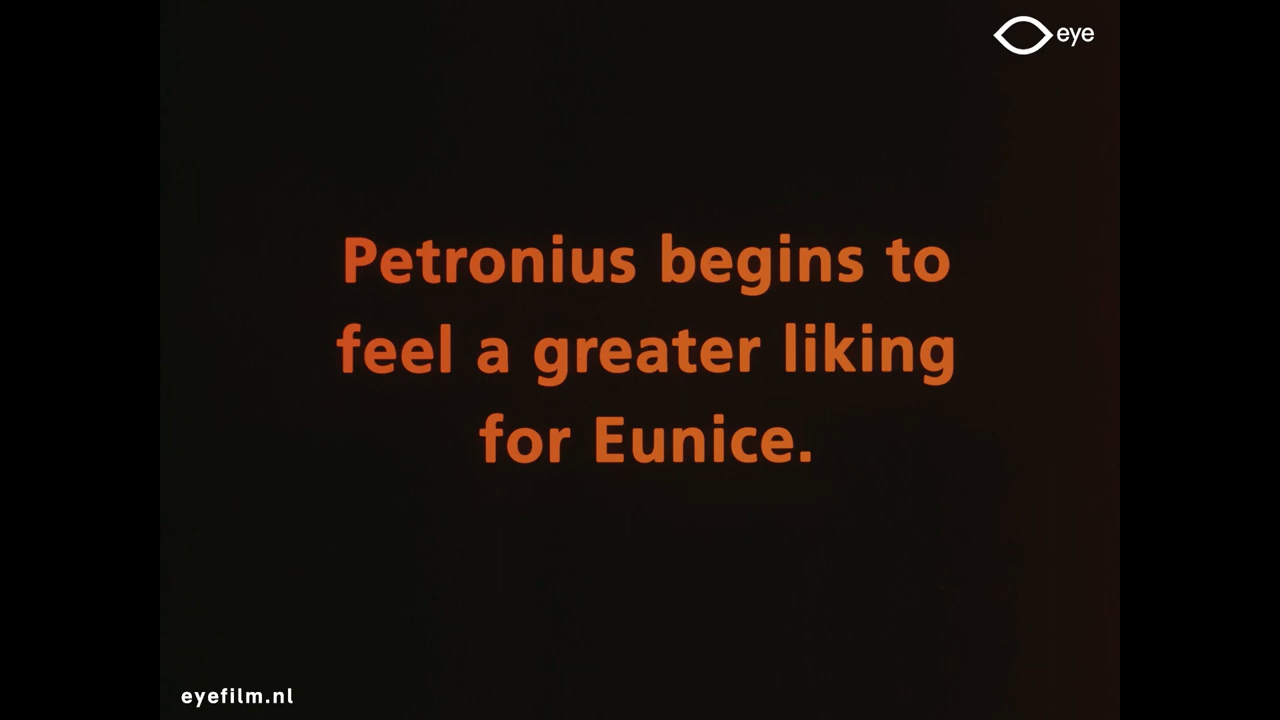 eye
Petronius begins to
feel a greater liking
for Eunice.
eyefilm.nl